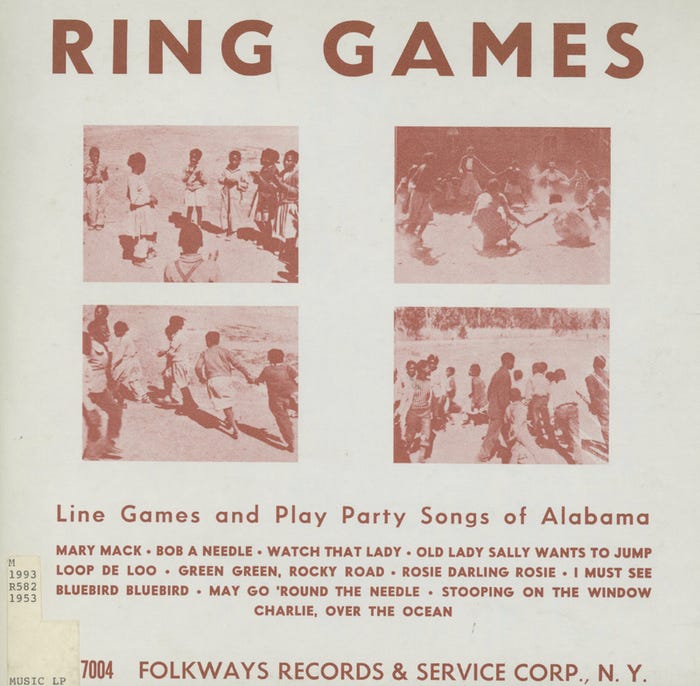 RING GAMES
Line Games and Play Party Songs of Alabama
MARY MACK • BOB A NEEDLE • WATCH THAT LADY • OLD LADY SALLY WANTS TO JUMP
LOOP DE LOO • GREEN GREEN, ROCKY ROAD • ROSIE DARLING ROSIE • I MUST SEE
BLUEBIRD BLUEBIRD • MAY GO 'ROUND THE NEEDLE • STOOPING ON THE WINDOW
CHARLIE, OVER THE OCEAN
M
1993
R582
1953
MUSIC LP
7004 FOLKWAYS RECORDS & SERVICE CORP., N. Y.